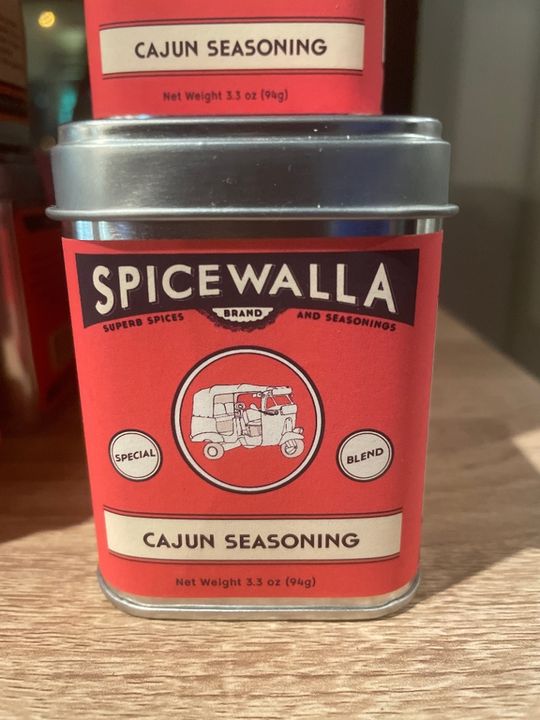 CAJUN SEASONING
Net Weight 3.3 oz (94g)
SPICEWALLA
BRAND
SUPERB SPICES AND SEASONINGS
SPECIAL
BLEND
CAJUN SEASONING
Net Weight 3.3 oz (94g)